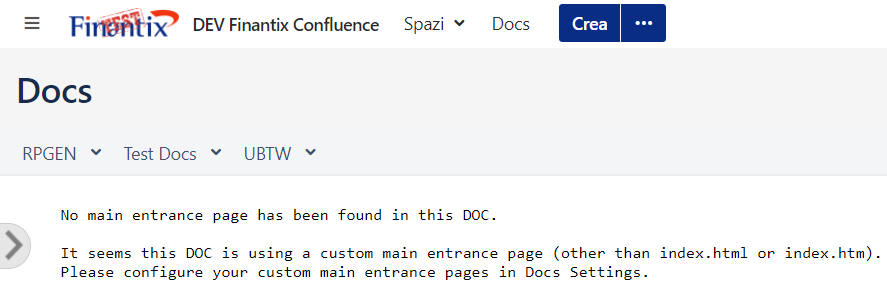 Finantix TEST DEV Finantix Confluence Spazi Docs Crea ···
Docs
RPGEN Test Docs UBTW
No main entrance page has been found in this DOC.
It seems this DOC is using a custom main entrance page (other than index.html or index.htm).
Please configure your custom main entrance pages in Docs Settings.